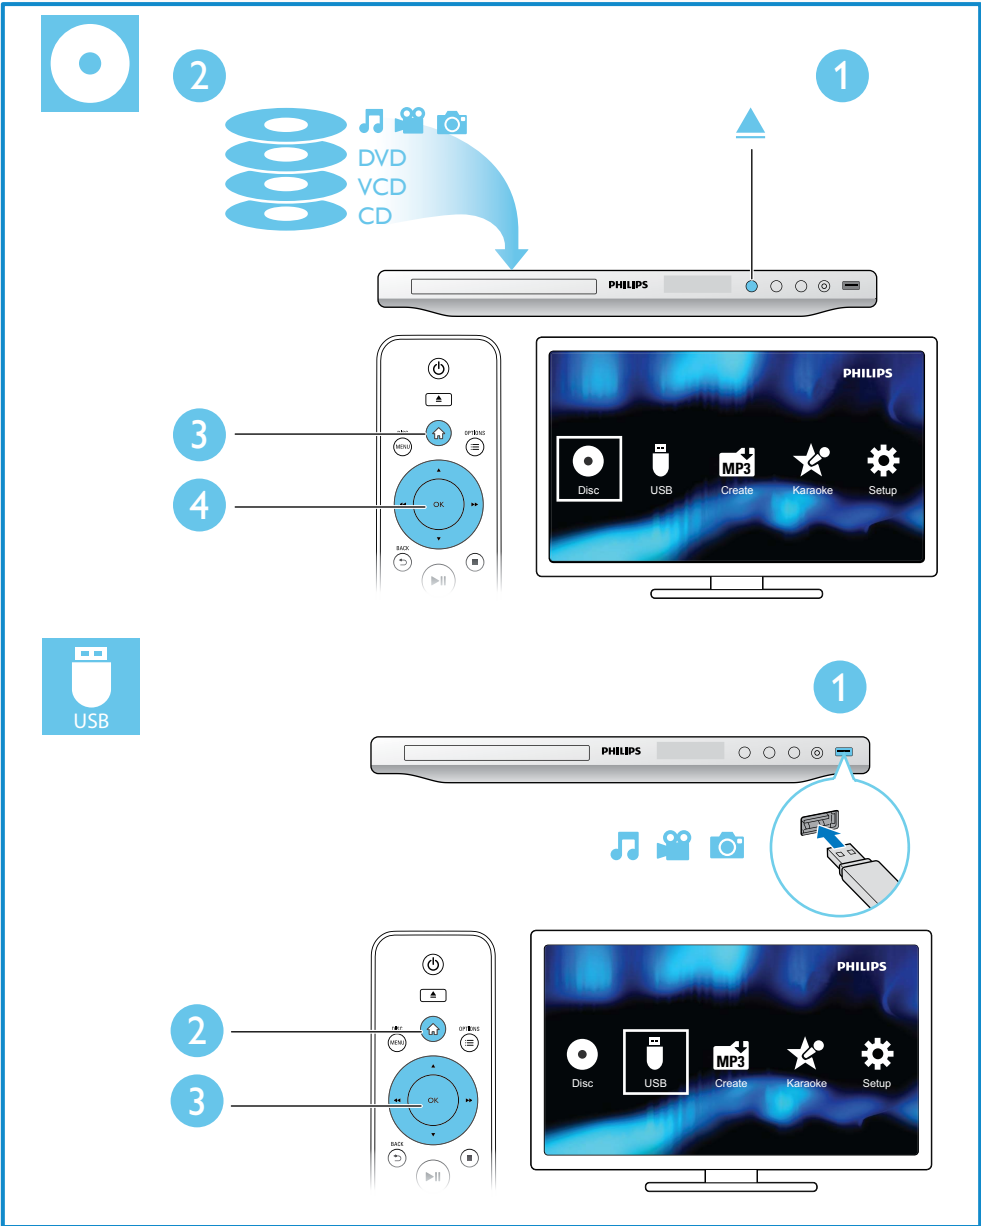 2
1
DVD
VCD
CD
PHILIPS
PHILIPS
3
OPTIONS
MENU
MP3
Disc
USB
Create
Karaoke
Setup
4
OK
BACK
USB
1
PHILIPS
PHILIPS
2
OPTIONS
MENU
MP3
Disc
USB
Create
Karaoke
Setup
3
OK
BACK